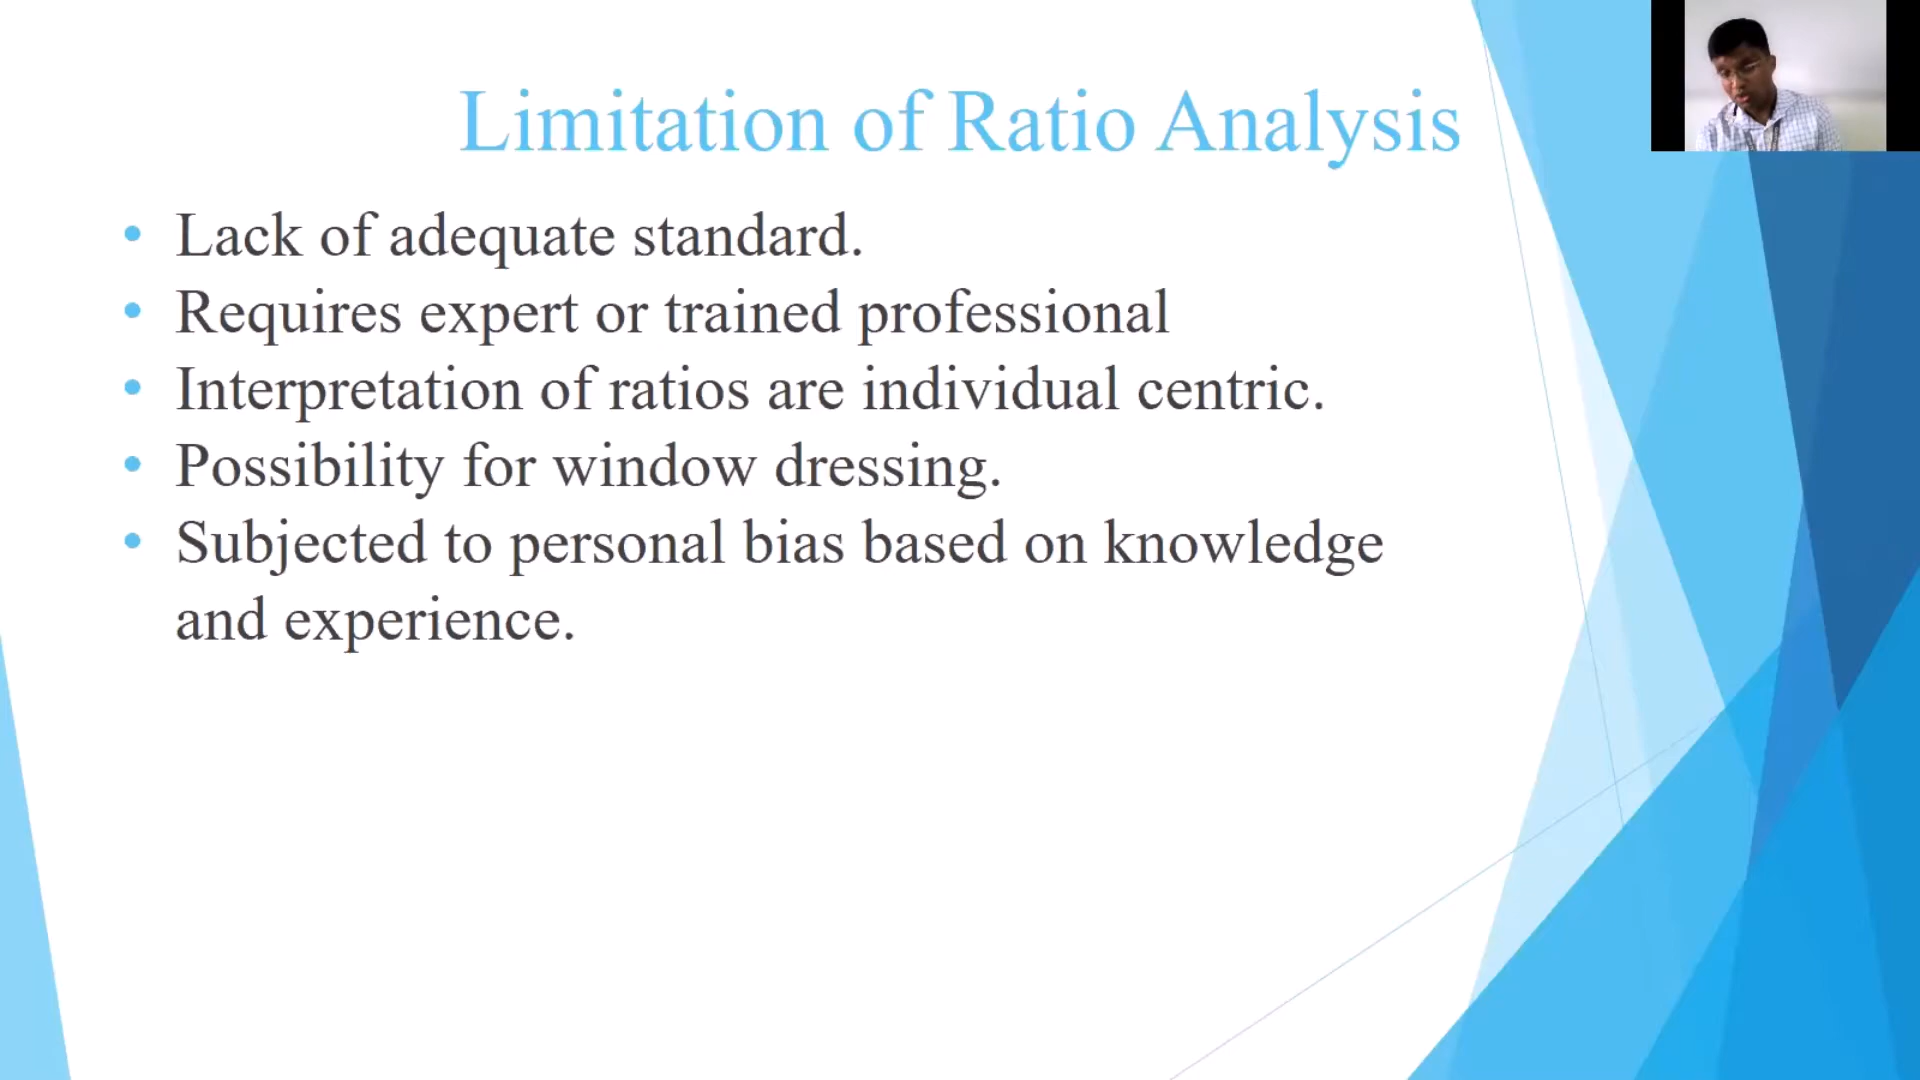 Limitation of Ratio Analysis
• Lack of adequate standard.
• Requires expert or trained professional
• Interpretation of ratios are individual centric.
• Possibility for window dressing.
• Subjected to personal bias based on knowledge
and experience.